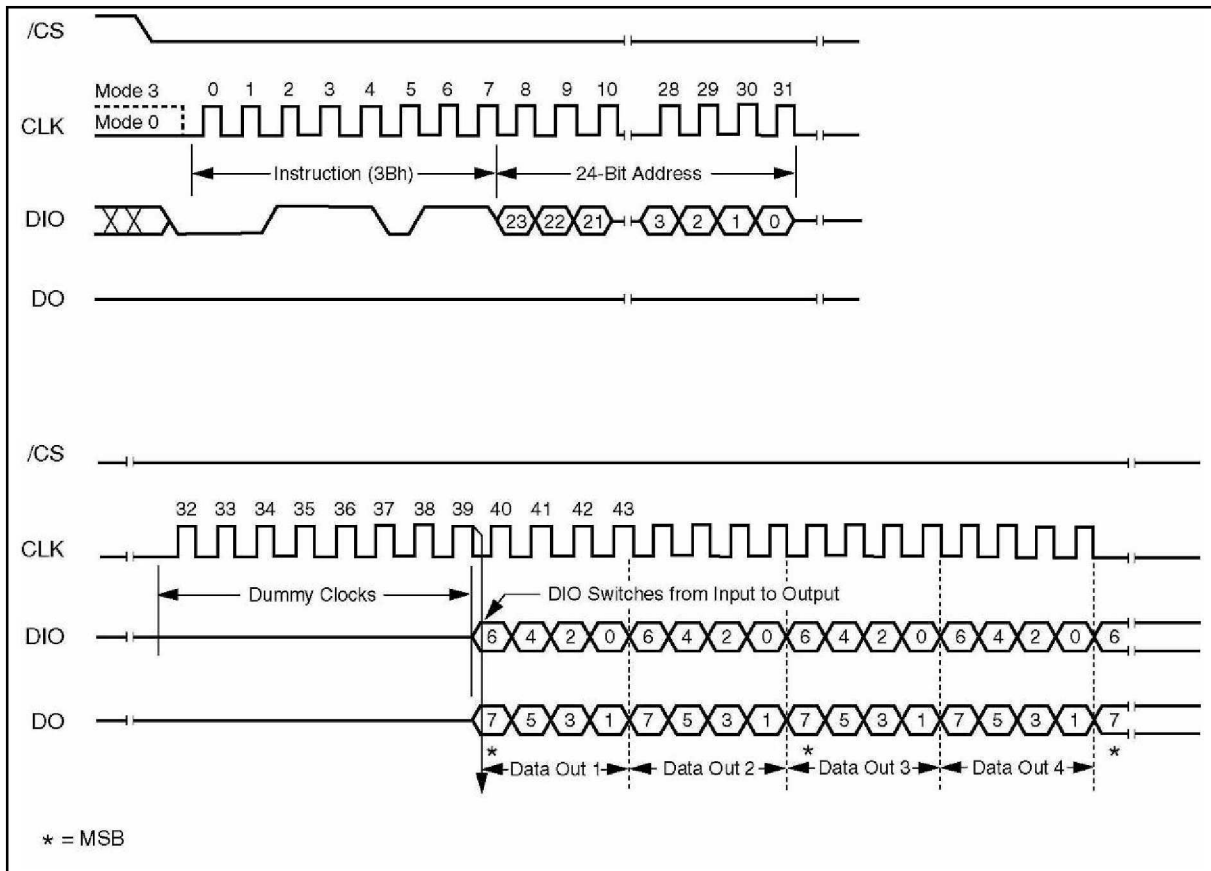 /CS
Mode 3 0 1 2 3 4 5 6 7 8 9 10 28 29 30 31
CLK Mode 0
Instruction (3Bh) 24-Bit Address
DIO 23 22 21 3 2 1 0
DO
/CS
32 33 34 35 36 37 38 39 40 41 42 43
CLK
Dummy Clocks DIO Switches from Input to Output
DIO 6 4 2 0 6 4 2 0 6 4 2 0 6 4 2 0 6
DO 7 5 3 1 7 5 3 1 7 5 3 1 7 5 3 1 7
* * *
Data Out 1 Data Out 2 Data Out 3 Data Out 4
* = MSB